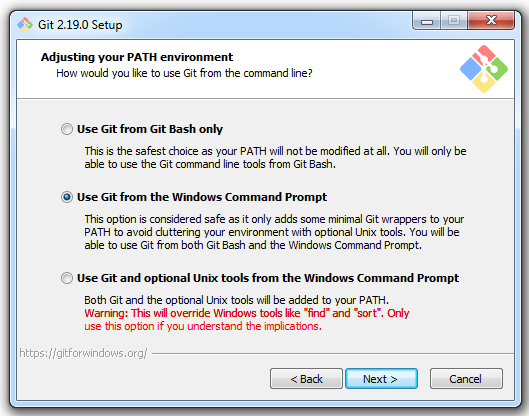 Git 2.19.0 Setup
Adjusting your PATH environment
How would you like to use Git from the command line?
Use Git from Git Bash only
This is the safest choice as your PATH will not be modified at all. You will only be
able to use the Git command line tools from Git Bash.
Use Git from the Windows Command Prompt
This option is considered safe as it only adds some minimal Git wrappers to your
PATH to avoid cluttering your environment with optional Unix tools. You will be
able to use Git from both Git Bash and the Windows Command Prompt.
Use Git and optional Unix tools from the Windows Command Prompt
Both Git and the optional Unix tools will be added to your PATH.
Warning: This will override Windows tools like "find" and "sort". Only
use this option if you understand the implications.
https://gitforwindows.org/
< Back
Next >
Cancel